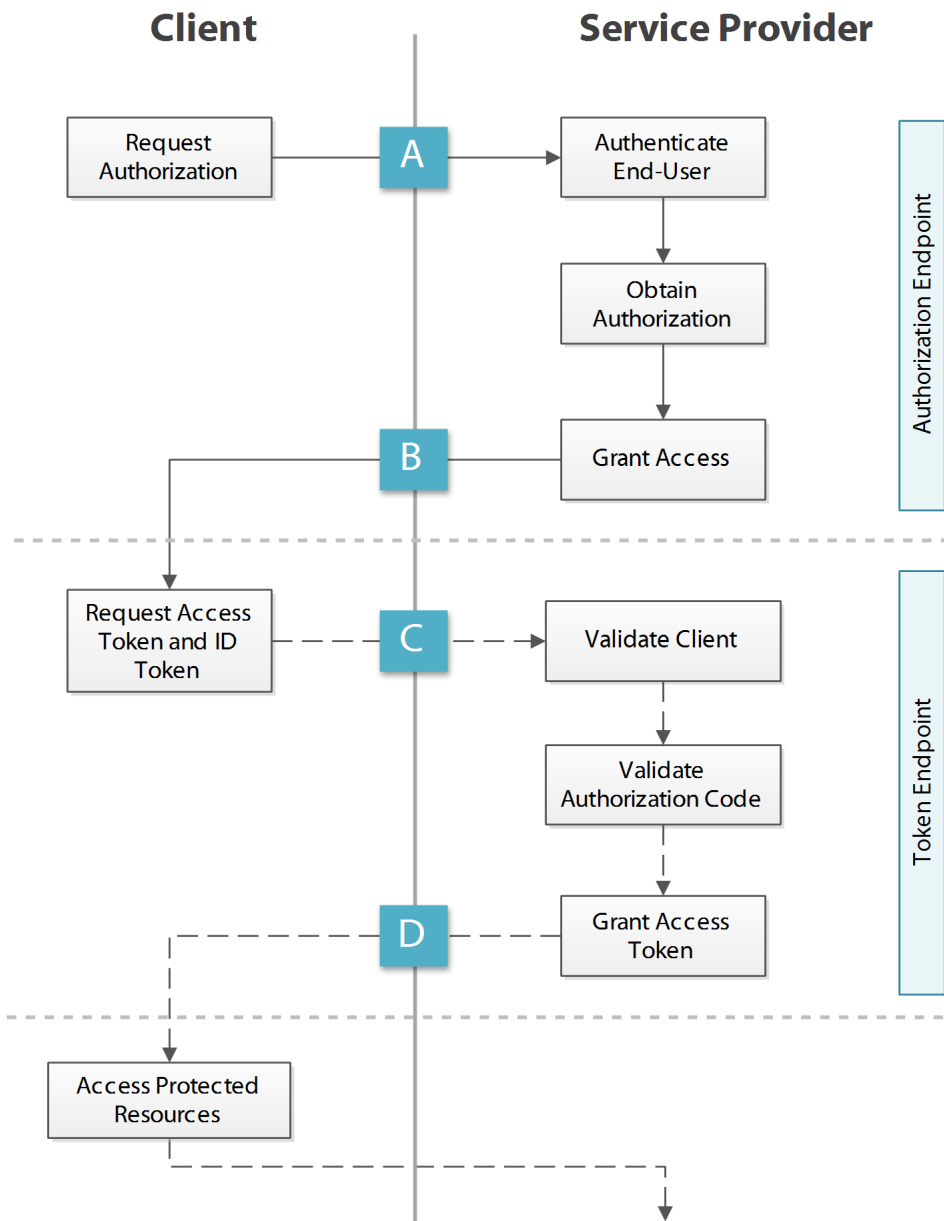 Client
Service Provider
Request
Authorization
A
Authenticate
End-User
Obtain
Authorization
B
Grant Access
Authorization Endpoint
Request Access
Token and ID
Token
C
Validate Client
Validate
Authorization Code
D
Grant Access
Token
Token Endpoint
Access Protected
Resources